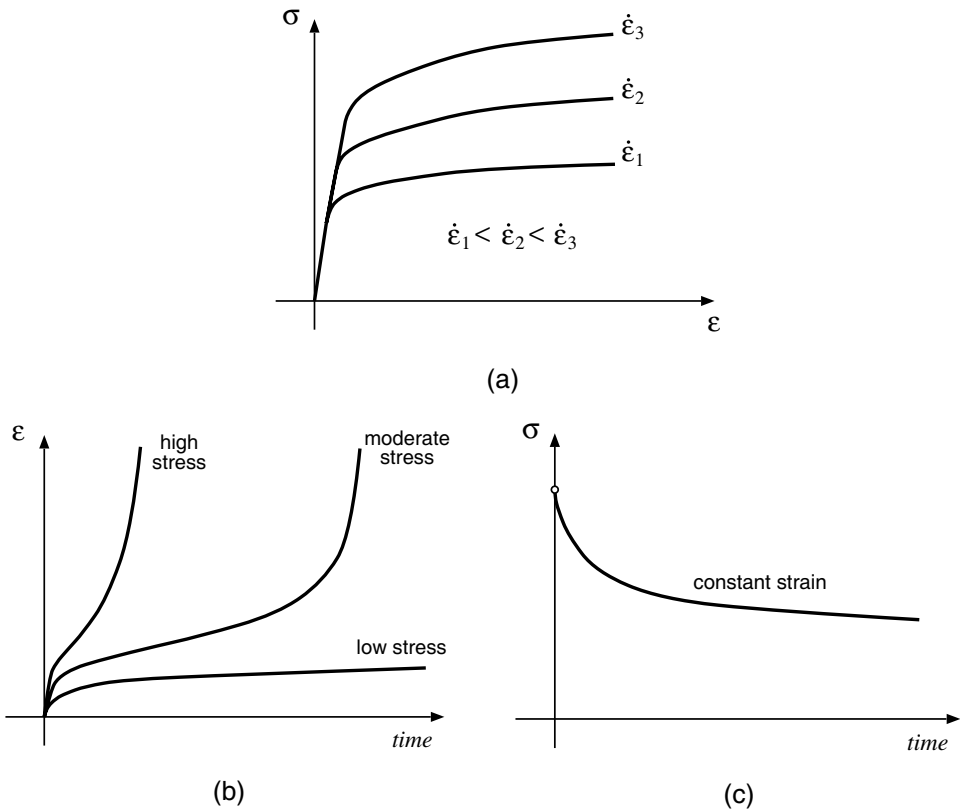 σ
ε̇₃
ε̇₂
ε̇₁
ε̇₁ < ε̇₂ < ε̇₃
ε
(a)
ε
high
stress
moderate
stress
low stress
time
(b)
σ
constant strain
time
(c)